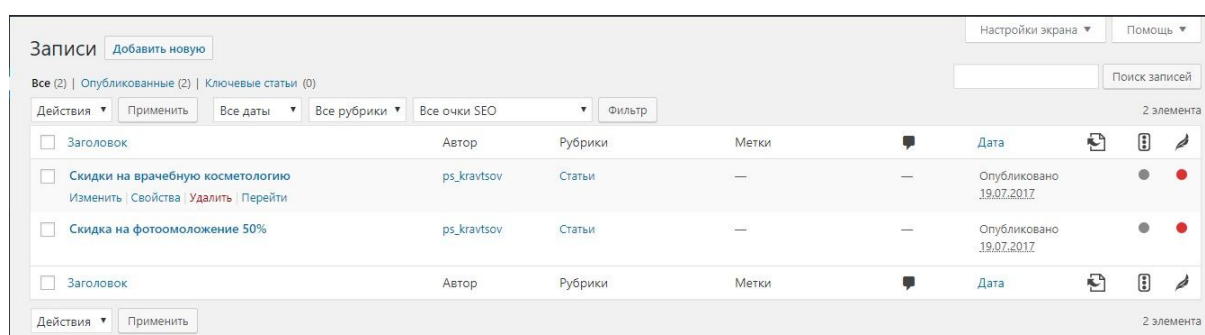 Настройки экрана ▼ Помощь ▼
Записи Добавить новую
Все (2) | Опубликованные (2) | Ключевые статьи (0)
Поиск записей
Действия ▼ Применить Все даты ▼ Все рубрики ▼ Все очки SEO ▼ Фильтр 2 элемента
Заголовок Автор Рубрики Метки Дата
Скидки на врачебную косметологию ps_kravtsov Статьи — — Опубликовано
Изменить | Свойства | Удалить | Перейти 19.07.2017
Скидка на фотоомоложение 50% ps_kravtsov Статьи — — Опубликовано
19.07.2017
Заголовок Автор Рубрики Метки Дата
Действия ▼ Применить 2 элемента